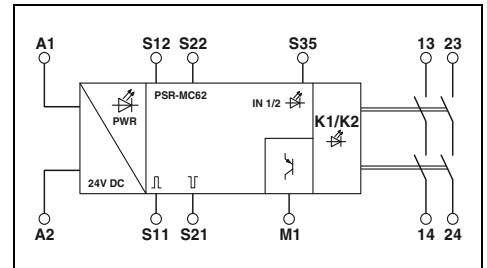 A1 S12 S22 S35 13 23
PSR-MC62
IN 1/2
PWR
K1/K2
24V DC
A2 S11 S21 M1 14 24